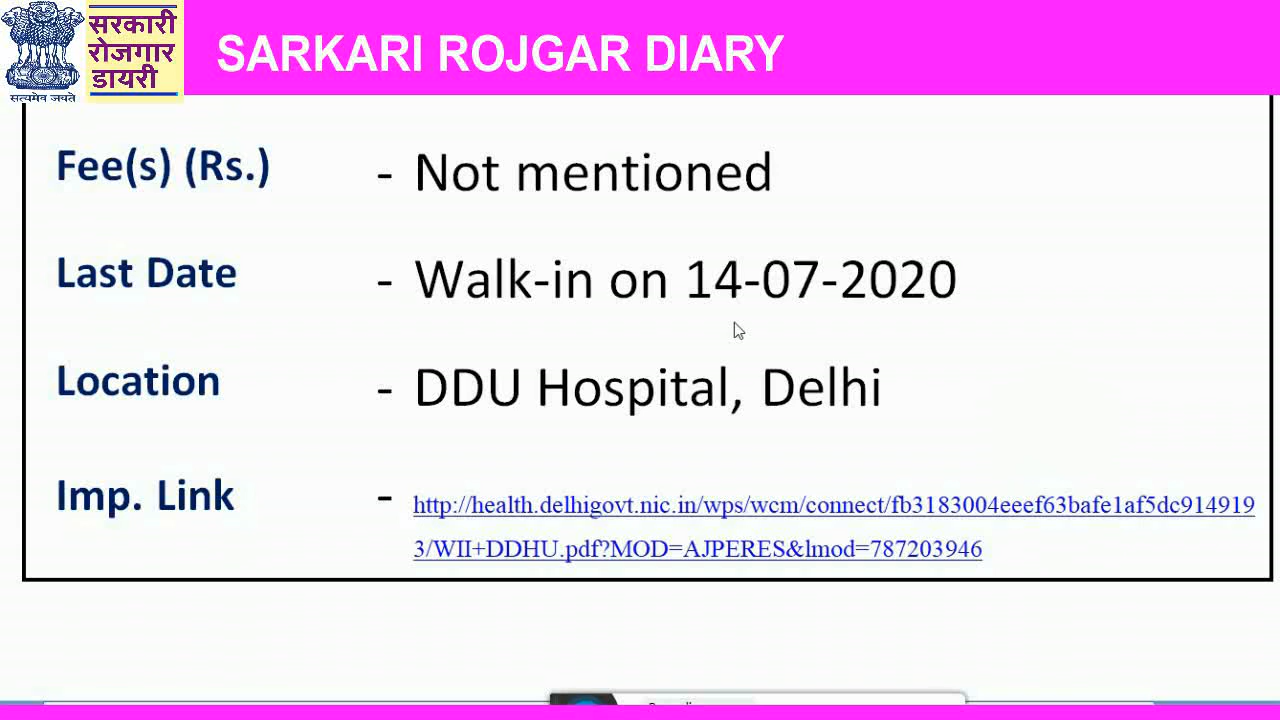 सरकारी
रोजगार
डायरी
सत्यमेव जयते
SARKARI ROJGAR DIARY
Fee(s) (Rs.) - Not mentioned
Last Date - Walk-in on 14-07-2020
Location - DDU Hospital, Delhi
Imp. Link - http://health.delhigovt.nic.in/wps/wcm/connect/fb3183004eeef63bafe1af5dc914919
3/WII+DDHU.pdf?MOD=AJPERES&lmod=787203946